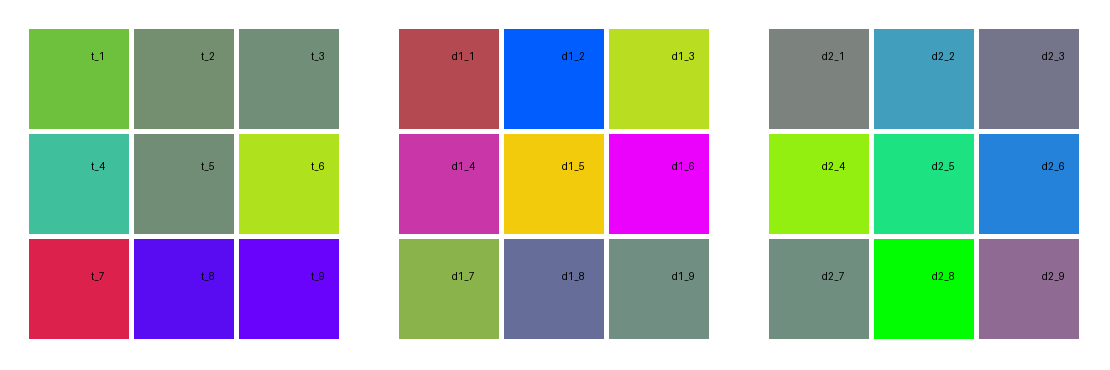 t_1 t_2 t_3 d1_1 d1_2 d1_3 d2_1 d2_2 d2_3
t_4 t_5 t_6 d1_4 d1_5 d1_6 d2_4 d2_5 d2_6
t_7 t_8 t_9 d1_7 d1_8 d1_9 d2_7 d2_8 d2_9